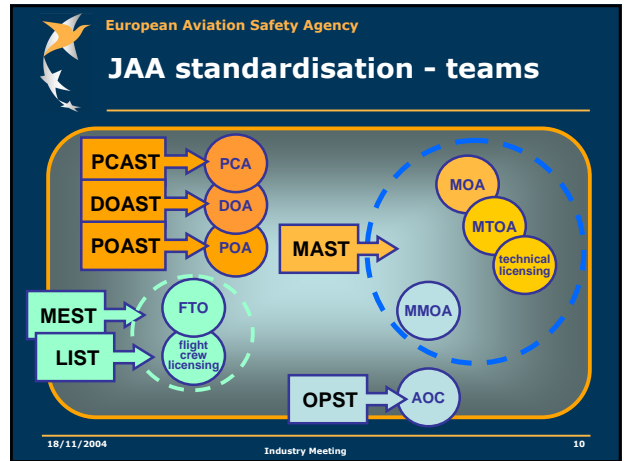 European Aviation Safety Agency
JAA standardisation - teams
PCAST
PCA
DOAST
DOA
POAST
POA
MAST
MOA
MTOA
technical
licensing
MMOA
MEST
FTO
LIST
flight
crew
licensing
OPST
AOC
18/11/2004
Industry Meeting
10